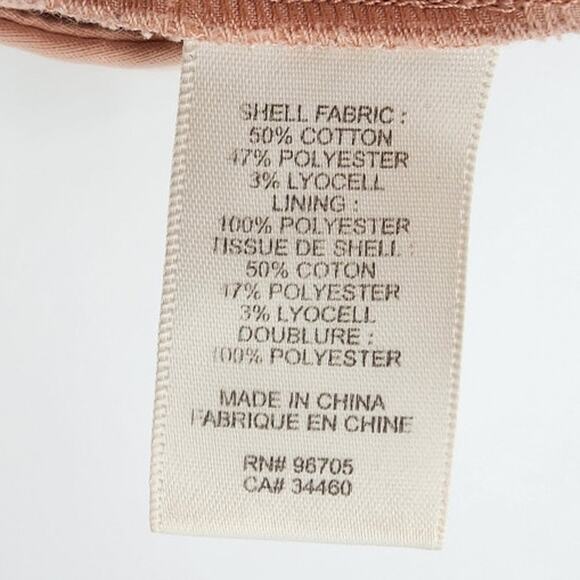 SHELL FABRIC :
50% COTTON
47% POLYESTER
3% LYOCELL
LINING :
100% POLYESTER
TISSUE DE SHELL :
50% COTON
47% POLYESTER
3% LYOCELL
DOUBLURE :
100% POLYESTER
MADE IN CHINA
FABRIQUE EN CHINE
RN# 98705
CA# 34460